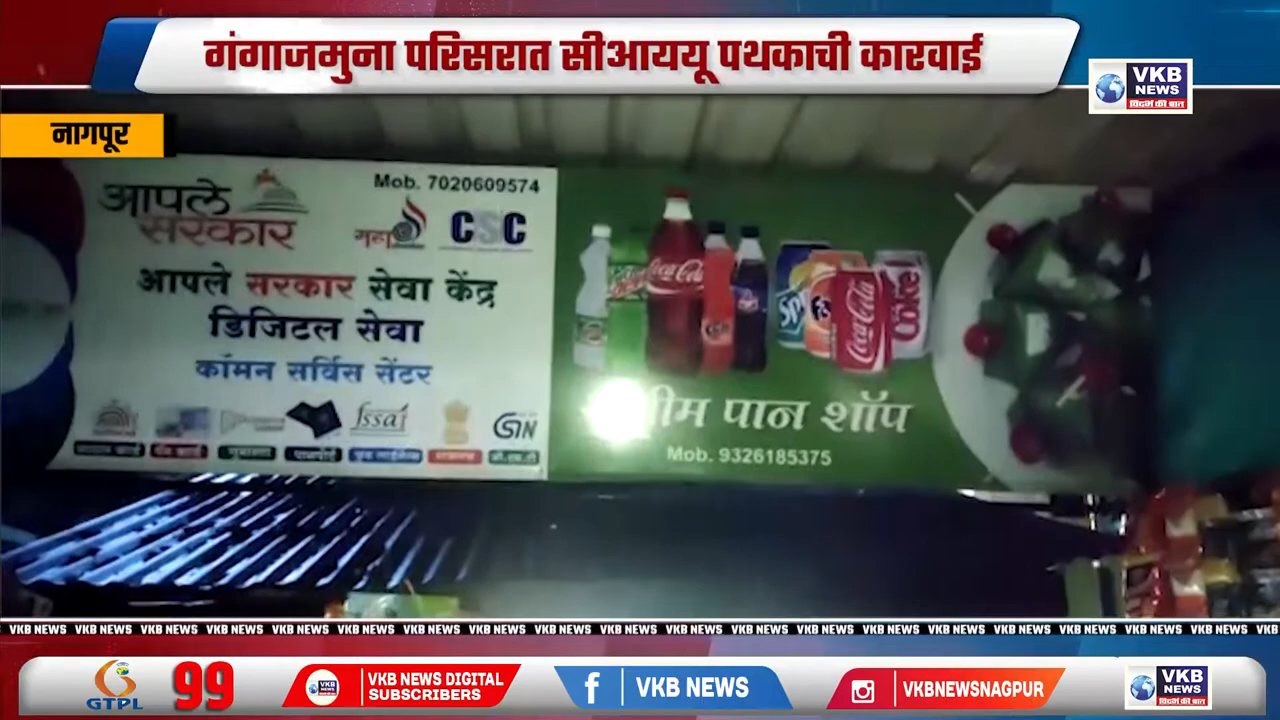 गंगाजमुना परिसरात सीआययू पथकाची कारवाई
VKB
NEWS
विदर्भ की बात
नागपूर
Mob. 7020609574
आपले
सरकार
CSC
आपले सरकार सेवा केंद्र
डिजिटल सेवा
कॉमन सर्विस सेंटर
fssai
Coca-Cola
Coca-Cola
Coke
पान शॉप
Mob. 9326185375
VKB NEWS VKB NEWS VKB NEWS VKB NEWS VKB NEWS VKB NEWS VKB NEWS VKB NEWS VKB NEWS VKB NEWS VKB NEWS VKB NEWS VKB NEWS VKB NEWS VKB NEWS VKB NEWS VKB NEWS VKB NEWS VKB NEWS VKB
GTPL
99
VKB NEWS DIGITAL
SUBSCRIBERS
VKB NEWS
VKBNEWSNAGPUR
VKB
NEWS
विदर्भ की बात